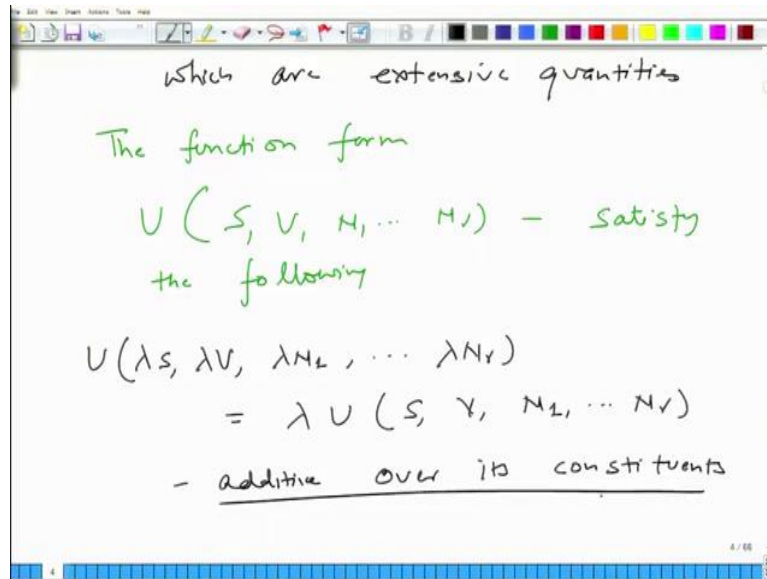 which are extensive quantities
The function form
U ( S, V, N, ... Nr) - satisfy
the following
U(λS, λV, λN1, ... λNr)
= λ U ( S, V, N1, ... Nr)
- additive over its constituents
4 / 66
4